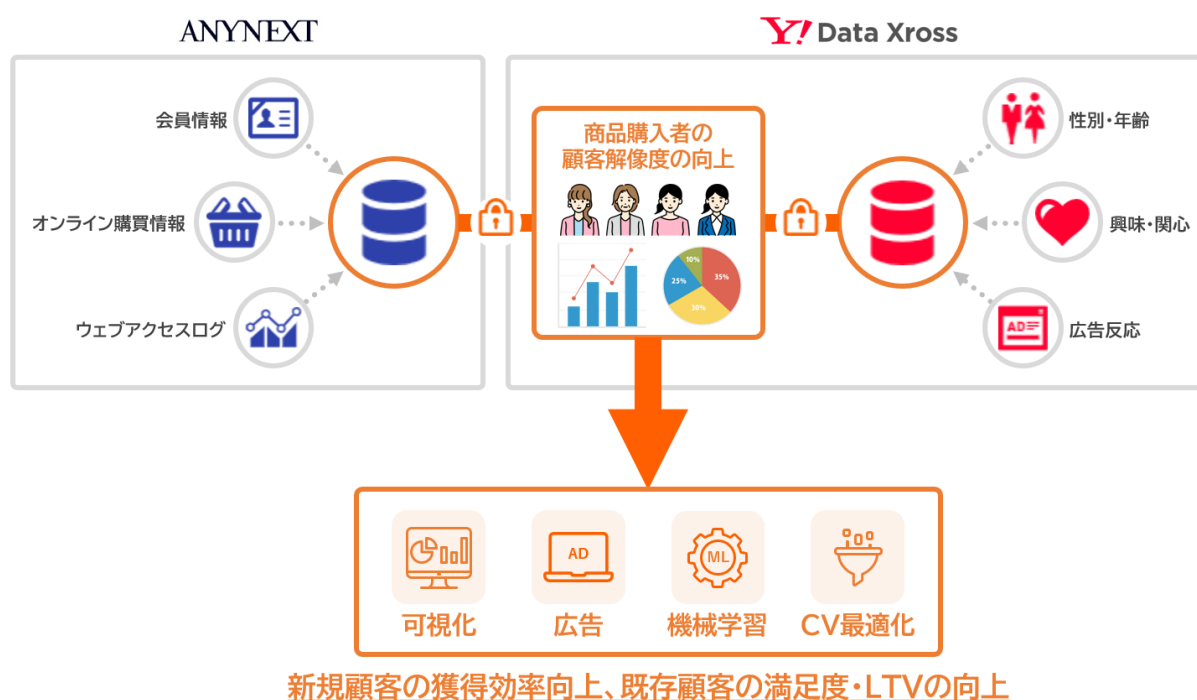 ANYNEXT
Y! Data Xross
会員情報
オンライン購買情報
ウェブアクセスログ
商品購入者の
顧客解像度の向上
10%
35%
25%
30%
性別・年齢
興味・関心
AD
広告反応
AD
ML
可視化
広告
機械学習
CV最適化
新規顧客の獲得効率向上、既存顧客の満足度・LTVの向上